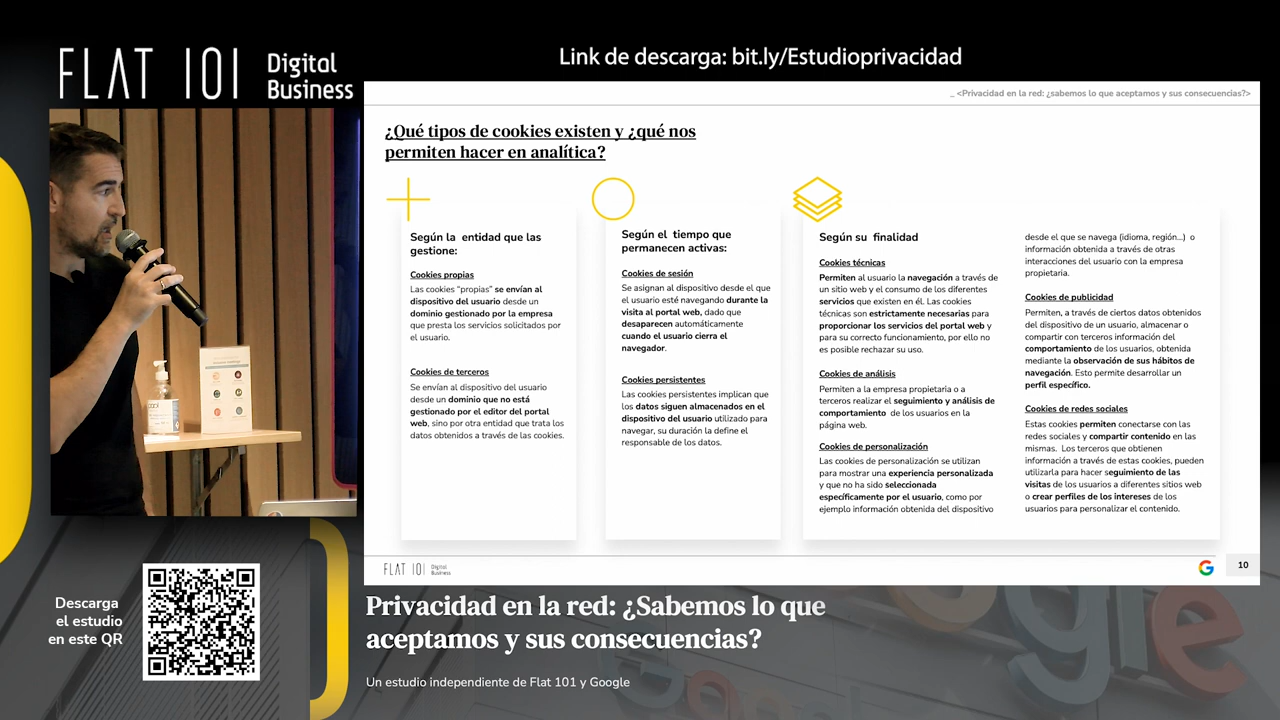 FLAT 101 Digital
Business
Link de descarga: bit.ly/Estudioprivacidad
_ <Privacidad en la red: ¿sabemos lo que aceptamos y sus consecuencias?>
¿Qué tipos de cookies existen y ¿qué nos
permiten hacer en analítica?
Según la entidad que las
gestione:
Cookies propias
Las cookies “propias” se envían al
dispositivo del usuario desde un
dominio gestionado por la empresa
que presta los servicios solicitados por
el usuario.
Cookies de terceros
Se envían al dispositivo del usuario
desde un dominio que no está
gestionado por el editor del portal
web, sino por otra entidad que trata los
datos obtenidos a través de las cookies.
Según el tiempo que
permanecen activas:
Cookies de sesión
Se asignan al dispositivo desde el que
el usuario esté navegando durante la
visita al portal web, dado que
desaparecen automáticamente
cuando el usuario cierra el
navegador.
Cookies persistentes
Las cookies persistentes implican que
los datos siguen almacenados en el
dispositivo del usuario utilizado para
navegar, su duración la define el
responsable de los datos.
Según su finalidad
Cookies técnicas
Permiten al usuario la navegación a través de
un sitio web y el consumo de los diferentes
servicios que existen en él. Las cookies
técnicas son estrictamente necesarias para
proporcionar los servicios del portal web y
para su correcto funcionamiento, por ello no
es posible rechazar su uso.
Cookies de análisis
Permiten a la empresa propietaria o a
terceros realizar el seguimiento y análisis de
comportamiento de los usuarios en la
página web.
Cookies de personalización
Las cookies de personalización se utilizan
para mostrar una experiencia personalizada
y que no ha sido seleccionada
específicamente por el usuario, como por
ejemplo información obtenida del dispositivo
desde el que se navega (idioma, región...) o
información obtenida a través de otras
interacciones del usuario con la empresa
propietaria.
Cookies de publicidad
Permiten, a través de ciertos datos obtenidos
del dispositivo de un usuario, almacenar o
compartir con terceros información del
comportamiento de los usuarios, obtenida
mediante la observación de sus hábitos de
navegación. Esto permite desarrollar un
perfil específico.
Cookies de redes sociales
Estas cookies permiten conectarse con las
redes sociales y compartir contenido en las
mismas. Los terceros que obtienen
información a través de estas cookies, pueden
utilizarla para hacer seguimiento de las
visitas de los usuarios a diferentes sitios web
o crear perfiles de los intereses de los
usuarios para personalizar el contenido.
FLAT 101 Digital
Business
G
10
Descarga
el estudio
en este QR
Privacidad en la red: ¿Sabemos lo que
aceptamos y sus consecuencias?
Un estudio independiente de Flat 101 y Google